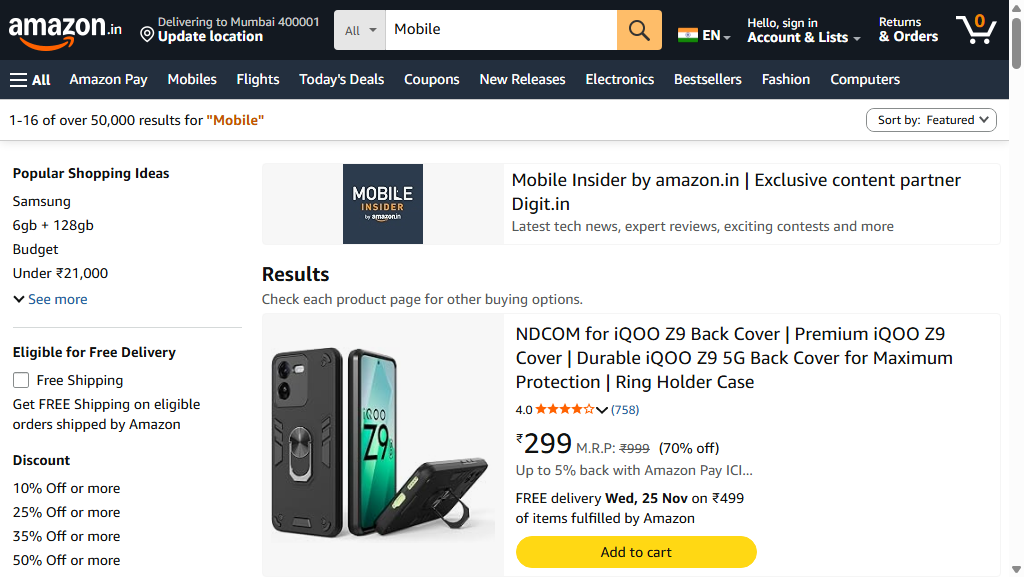 amazon.in
Delivering to Mumbai 400001
Update location
All
Mobile
EN
Hello, sign in
Account & Lists
Returns
& Orders
0
All
Amazon Pay
Mobiles
Flights
Today's Deals
Coupons
New Releases
Electronics
Bestsellers
Fashion
Computers
1-16 of over 50,000 results for "Mobile"
Sort by: Featured
Popular Shopping Ideas
Samsung
6gb + 128gb
Budget
Under ₹21,000
See more
Eligible for Free Delivery
Free Shipping
Get FREE Shipping on eligible
orders shipped by Amazon
Discount
10% Off or more
25% Off or more
35% Off or more
50% Off or more
MOBILE
INSIDER
by amazon.in
Mobile Insider by amazon.in | Exclusive content partner
Digit.in
Latest tech news, expert reviews, exciting contests and more
Results
Check each product page for other buying options.
iQOO
Z9
NDCOM for iQOO Z9 Back Cover | Premium iQOO Z9
Cover | Durable iQOO Z9 5G Back Cover for Maximum
Protection | Ring Holder Case
4.0 (758)
₹299 M.R.P: ₹999 (70% off)
Up to 5% back with Amazon Pay ICI...
FREE delivery Wed, 25 Nov on ₹499
of items fulfilled by Amazon
Add to cart